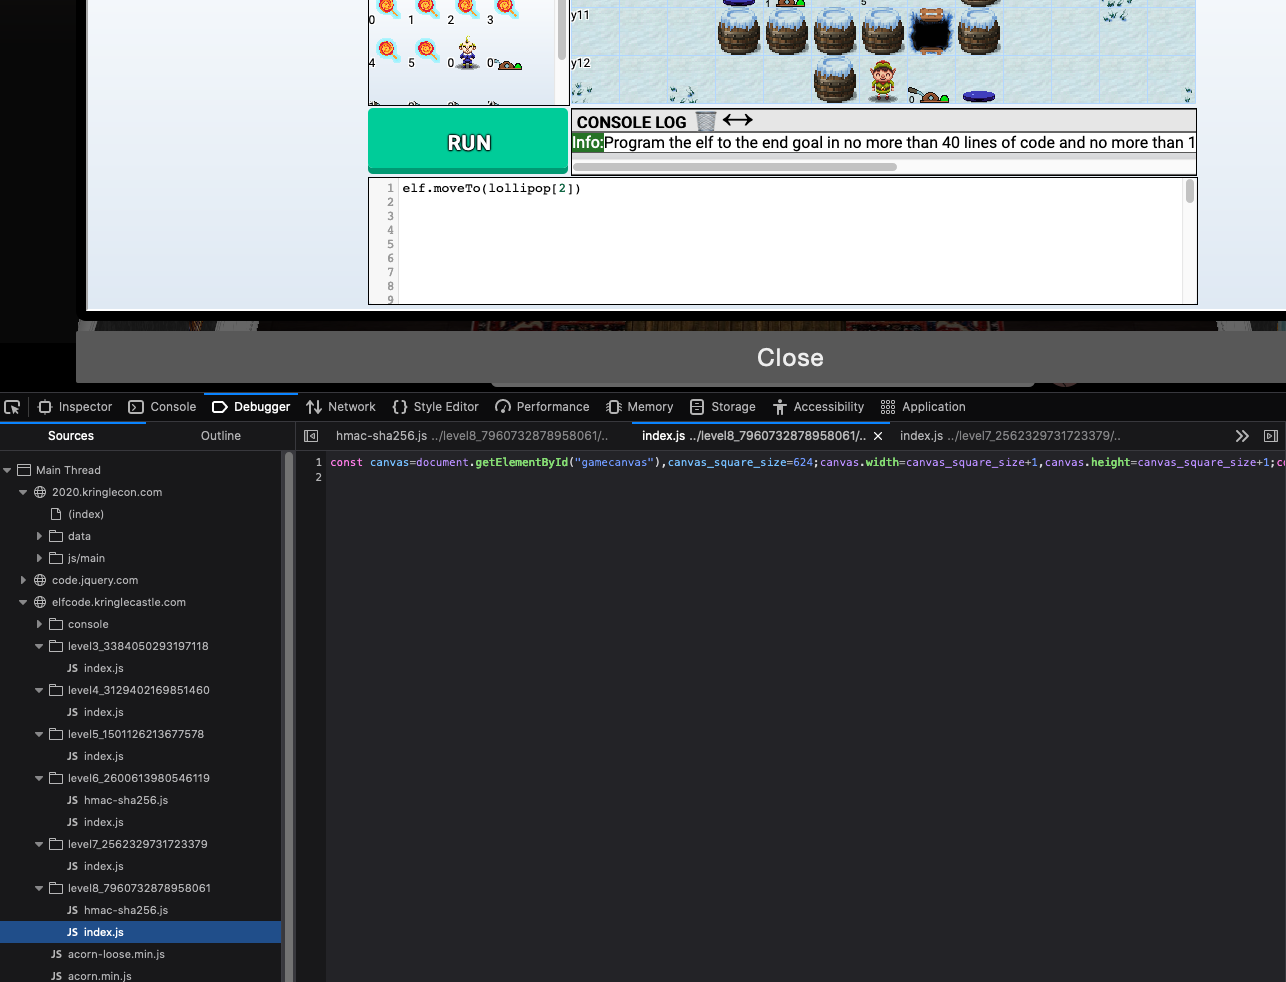 0 1 2 3
4 5 0 0
y11
1
5
y12
0
RUN
CONSOLE LOG
Info:Program the elf to the end goal in no more than 40 lines of code and no more than 1
1 elf.moveTo(lollipop[2])
2
3
4
5
6
7
8
9
Close
Inspector Console Debugger Network Style Editor Performance Memory Storage Accessibility Application
Sources Outline
hmac-sha256.js ../level8_7960732878958061/.. index.js ../level8_7960732878958061/.. index.js ../level7_2562329731723379/..
1 const canvas=document.getElementById("gamecanvas"),canvas_square_size=624;canvas.width=canvas_square_size+1,canvas.height=canvas_square_size+1;c
2
Main Thread
2020.kringlecon.com
(index)
data
js/main
code.jquery.com
elfcode.kringlecastle.com
console
level3_3384050293197118
JS index.js
level4_3129402169851460
JS index.js
level5_1501126213677578
JS index.js
level6_2600613980546119
JS hmac-sha256.js
JS index.js
level7_2562329731723379
JS index.js
level8_7960732878958061
JS hmac-sha256.js
JS index.js
JS acorn-loose.min.js
JS acorn.min.js